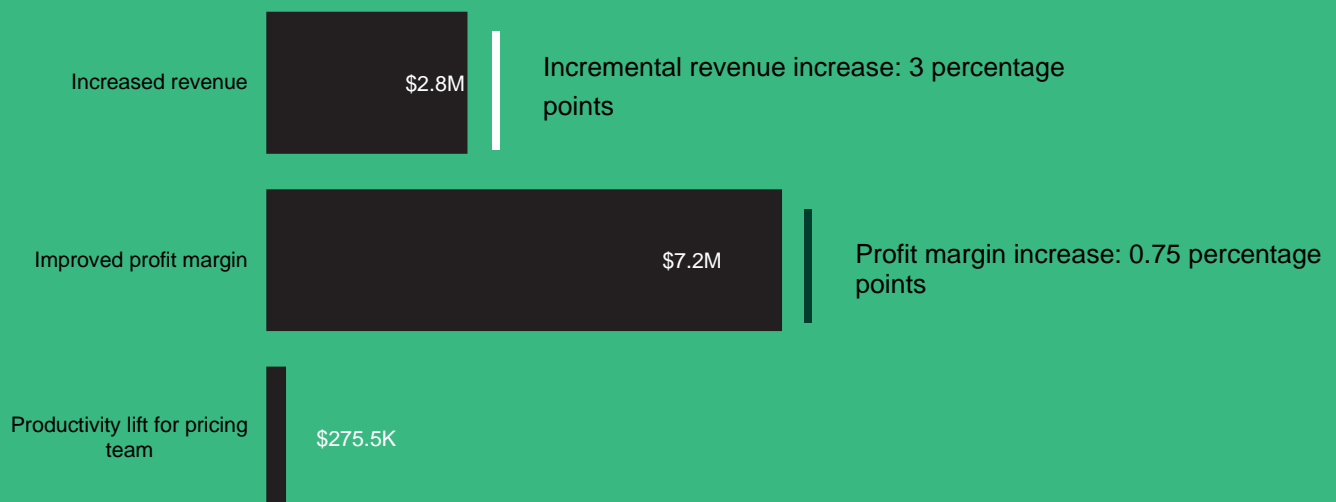 Increased revenue
$2.8M
Incremental revenue increase: 3 percentage
points
Improved profit margin
$7.2M
Profit margin increase: 0.75 percentage
points
Productivity lift for pricing
team
$275.5K